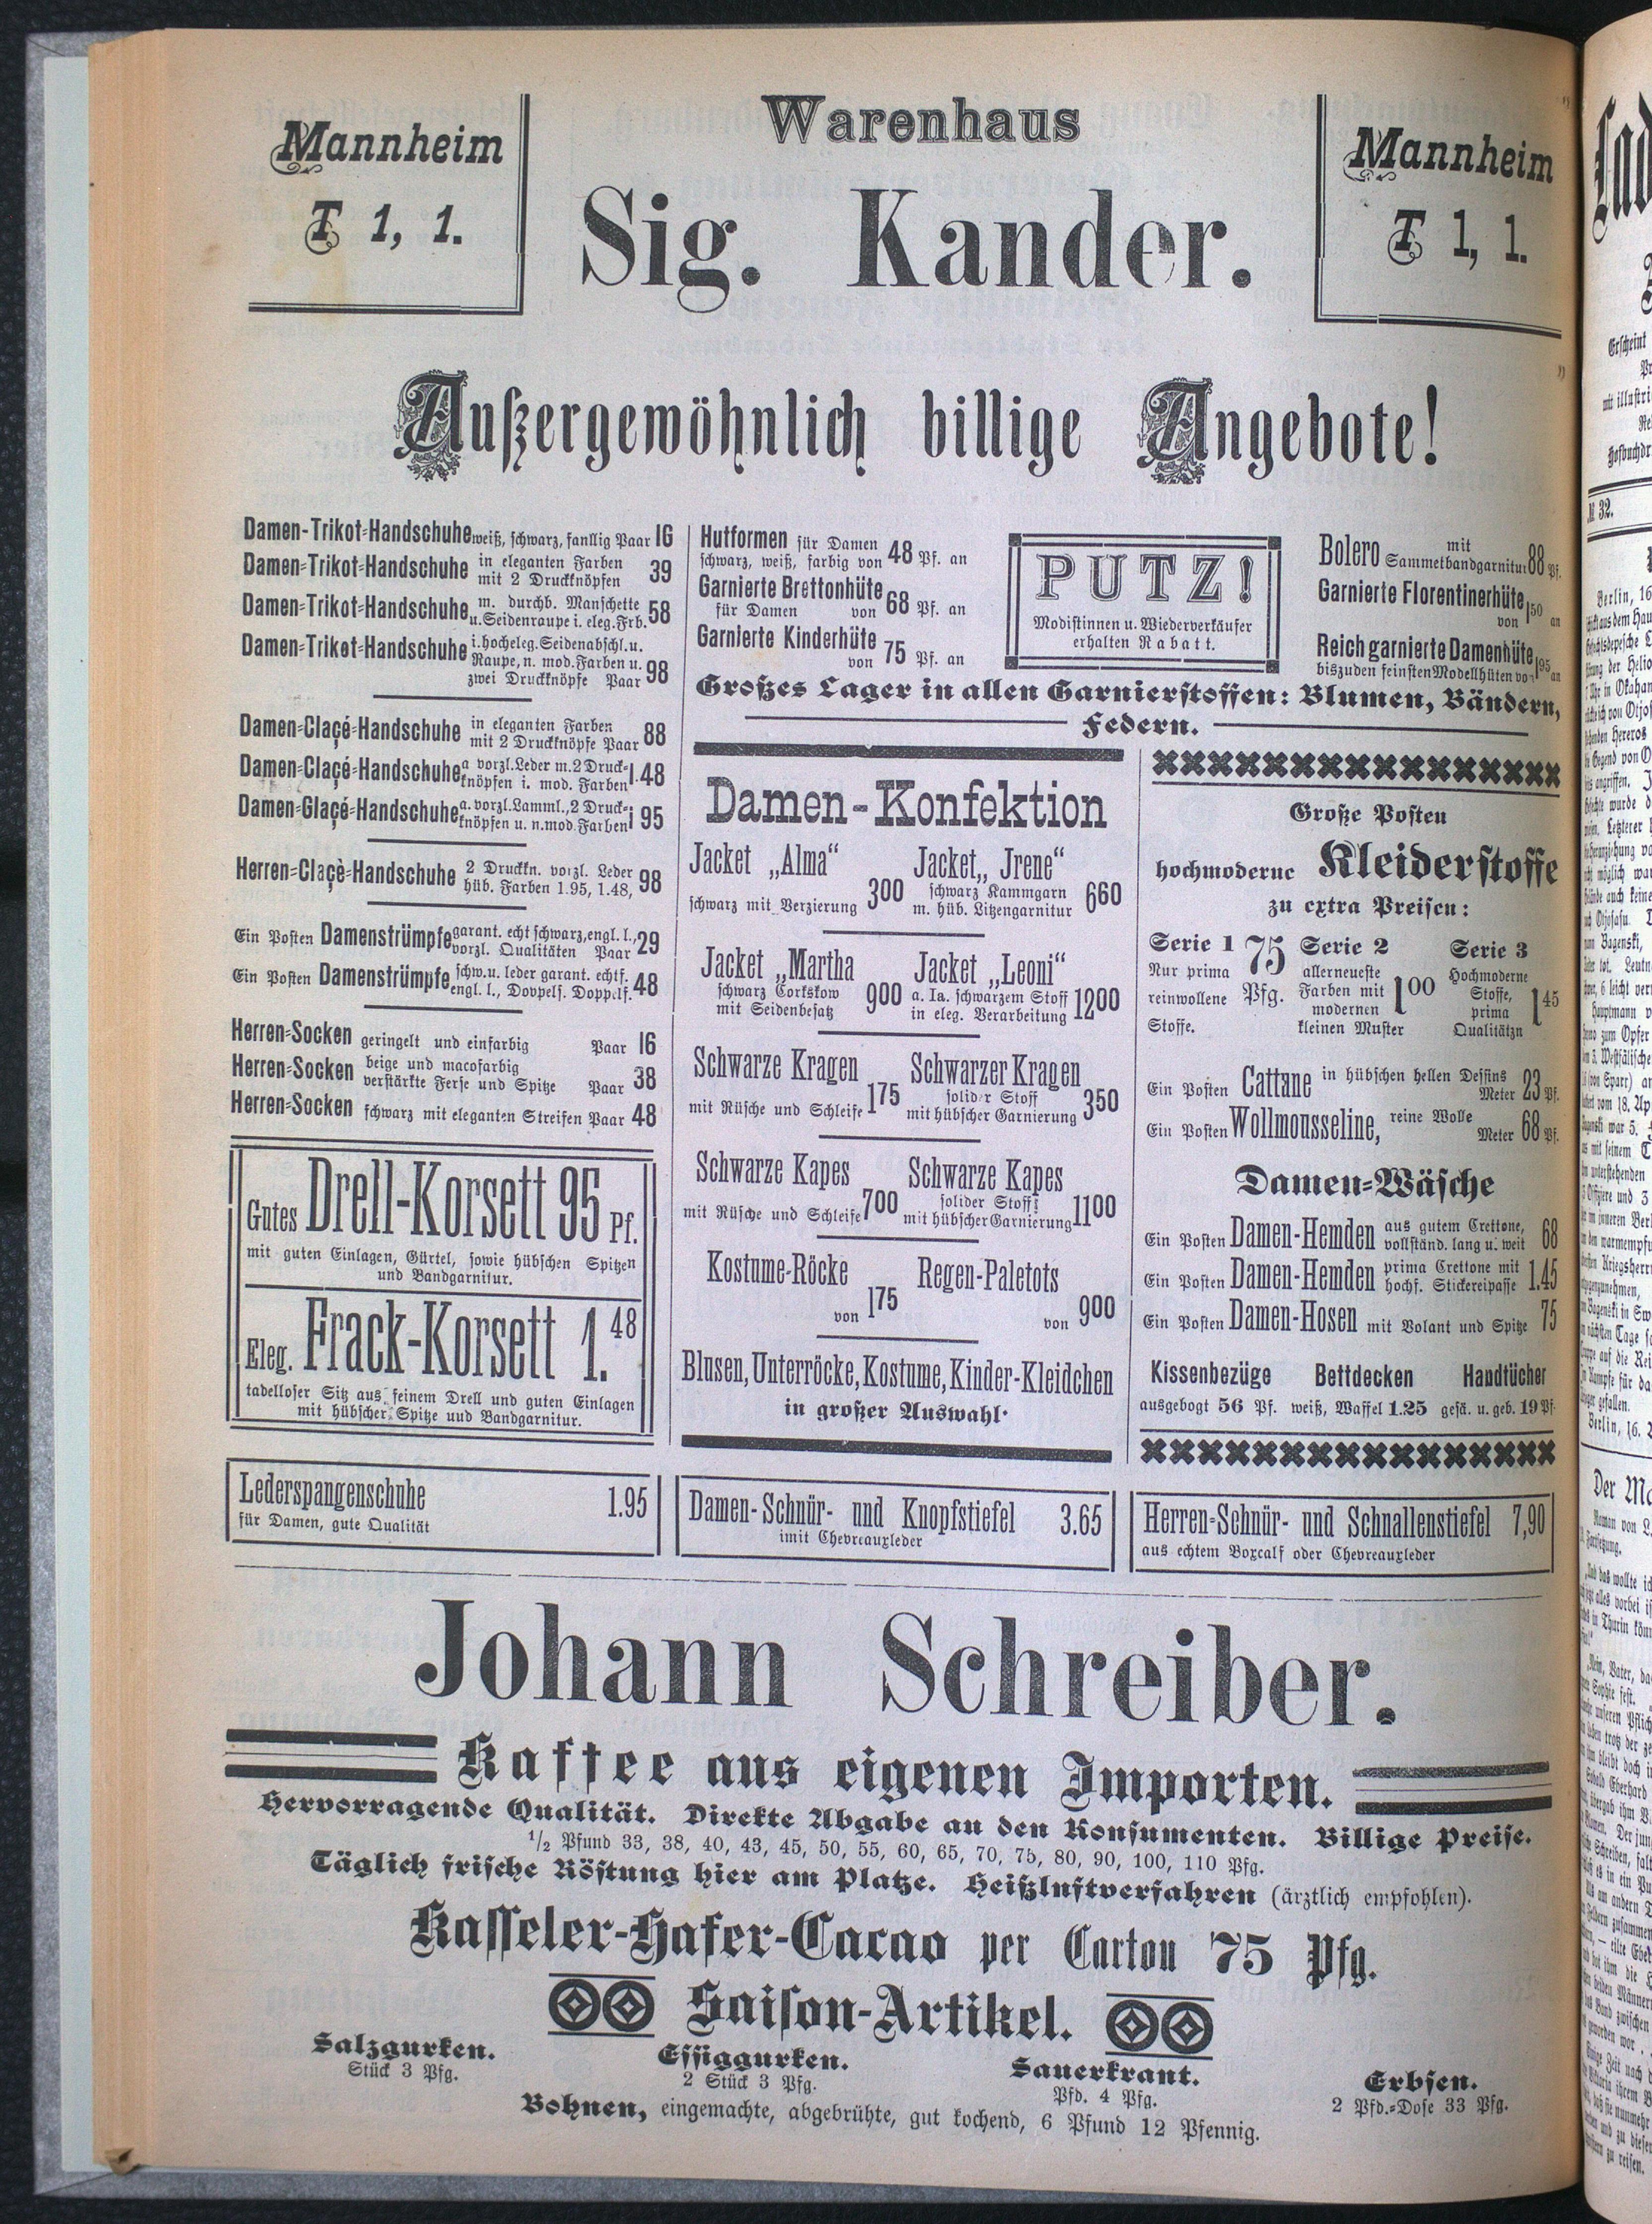 Mannheim
T 1, 1.
Warenhaus
Sig. Kander.
Mannheim
T 1, 1.
Außergewöhnlich billige Angebote!
Damen-Trikot-Handschuhe weiß, schwarz, fanllig Paar 16
Damen-Trikot-Handschuhe in eleganten Farben
mit 2 Druckknöpfen 39
Damen-Trikot-Handschuhe m. durchb. Manschette
u. Seidenraupe i. eleg. Frb. 58
Damen-Trikot-Handschuhe i. hocheleg. Seidenabschl. u.
Raupe, n. mod. Farben u.
zwei Druckknöpfe Paar 98
Damen-Claçé-Handschuhe in eleganten Farben
mit 2 Druckknöpfe Paar 88
Damen-Claçé-Handschuhe a vorzl. Leder m. 2 Druck-
knöpfen i. mod. Farben 1.48
Damen-Glaçé-Handschuhe a. vorzl. Lamml., 2 Druck-
knöpfen u. n. mod. Farben i 95
Herren-Claçè-Handschuhe 2 Druckkn. vorzl. Leder
hüb. Farben 1.95, 1.48, 98
Ein Posten Damenstrümpfe garant. echt schwarz, engl. l.,
vorzl. Qualitäten Paar 29
Ein Posten Damenstrümpfe schw. u. leder garant. echtf.
engl. l., Doppels. Doppelf. 48
Herren-Socken geringelt und einfarbig Paar 16
Herren-Socken beige und macofarbig
verstärkte Ferse und Spitze Paar 38
Herren-Socken schwarz mit eleganten Streifen Paar 48
Gutes Drell-Korsett 95 Pf.
mit guten Einlagen, Gürtel, sowie hübschen Spitzen
und Bandgarnitur.
Eleg. Frack-Korsett 1.48
tadelloser Sitz aus feinem Drell und guten Einlagen
mit hübscher Spitze und Bandgarnitur.
Hutformen für Damen
schwarz, weiß, farbig von 48 Pf. an
Garnierte Brettonhüte
für Damen von 68 Pf. an
Garnierte Kinderhüte
von 75 Pf. an
PUTZ!
Modistinnen u. Wiederverkäufer
erhalten Rabatt.
Bolero mit
Sammetbandgarnitur 88 Pf.
Garnierte Florentinerhüte
von 1 50 an
Reich garnierte Damenhüte
bis zu den feinsten Modellhüten von 1 95 an
Großes Lager in allen Garnierstoffen: Blumen, Bändern,
Federn.
Damen-Konfektion
Jacket „Alma“
schwarz mit Verzierung 300
Jacket „Jrene“
schwarz Kammgarn
m. hüb. Litzengarnitur 660
Jacket „Martha
schwarz Corkskow
mit Seidenbesatz 900
Jacket „Leoni“
a. Ia. schwarzem Stoff
in eleg. Verarbeitung 1200
Schwarze Kragen
mit Rüsche und Schleife 175
Schwarzer Kragen
solider Stoff
mit hübscher Garnierung 350
Schwarze Kapes
mit Rüsche und Schleife 700
Schwarze Kapes
solider Stoff
mit hübscher Garnierung 1100
Kostume-Röcke
von 175
Regen-Paletots
von 900
Blusen, Unterröcke, Kostume, Kinder-Kleidchen
in großer Auswahl.
Große Posten
hochmoderne Kleiderstoffe
zu extra Preisen:
Serie 1
Nur prima
reinwollene
Stoffe.
75 Pfg.
Serie 2
allerneueste
Farben mit
modernen
kleinen Muster
1 00
Serie 3
Hochmoderne
Stoffe,
prima
Qualitätzn
1 45
Ein Posten Cattune in hübschen hellen Dessins
Meter 23 Pf.
Ein Posten Wollmousseline, reine Wolle
Meter 68 Pf.
Damen-Wäsche
Ein Posten Damen-Hemden aus gutem Crettone,
vollständ. lang u. weit 68
Ein Posten Damen-Hemden prima Crettone mit
hochf. Stickereipasse 1.45
Ein Posten Damen-Hosen mit Volant und Spitze 75
Kissenbezüge Bettdecken Handtücher
ausgebogt 56 Pf. weiß, Waffel 1.25 gesä. u. geb. 19 Pf.
Lederspangenschuhe 1.95
für Damen, gute Qualität
Damen-Schnür- und Knopfstiefel 3.65
imit Chevreauxleder
Herren-Schnür- und Schnallenstiefel 7,90
aus echtem Boxcalf oder Chevreauxleder
Johann Schreiber.
Kaffee aus eigenen Importen.
Hervorragende Qualität. Direkte Abgabe an den Konsumenten. Billige Preise.
1/2 Pfund 33, 38, 40, 43, 45, 50, 55, 60, 65, 70, 75, 80, 90, 100, 110 Pfg.
Täglich frische Röstung hier am Platze. Heißluftverfahren (ärztlich empfohlen).
Kasseler-Hafer-Cacao per Carton 75 Pfg.
Saison-Artikel.
Salzgurken.
Stück 3 Pfg.
Essiggurken.
2 Stück 3 Pfg.
Sauerkraut.
Pfd. 4 Pfg.
Erbsen.
2 Pfd.-Dose 33 Pfg.
Bohnen, eingemachte, abgebrühte, gut kochend, 6 Pfund 12 Pfennig.
Erscheint
№ 32.
Berlin, 16
Berlin, 16.
Roman von